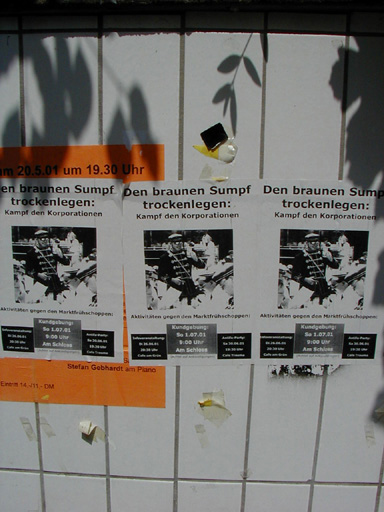 20.5.01 um 19.30 Uhr
Den braunen Sumpf
trockenlegen:
Kampf den Korporationen
Aktivitäten gegen den Marktfrühschoppen:
Kundgebung:
So 1.07.01
9:00 Uhr
Am Schloss
Den braunen Sumpf
trockenlegen:
Kampf den Korporationen
Aktivitäten gegen den Marktfrühschoppen:
Kundgebung:
So 1.07.01
9:00 Uhr
Am Schloss
Den braunen Sumpf
trockenlegen:
Kampf den Korporationen
Aktivitäten gegen den Marktfrühschoppen:
Kundgebung:
So 1.07.01
9:00 Uhr
Am Schloss
Stefan Gebhardt am Piano
Eintritt 14.-/11.- DM